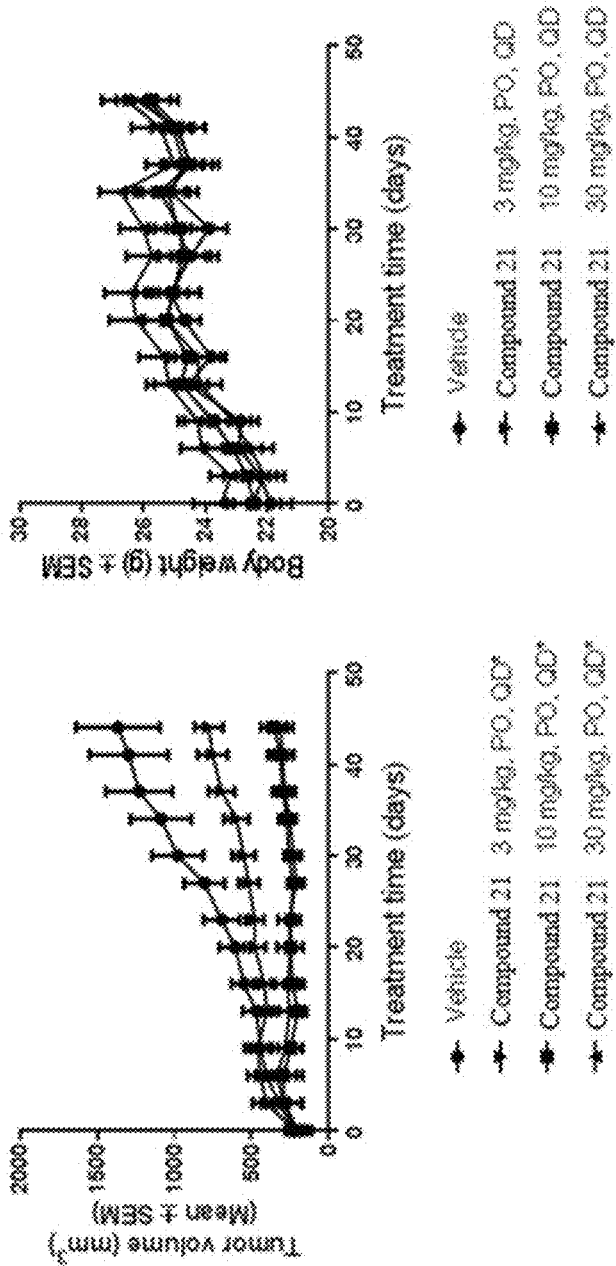 Tumor volume (mm³)
(Mean ± SEM)
2000
1500
1000
500
0
0 10 20 30 40 50
Treatment time (days)
Vehicle
Compound 21 3 mg/kg, PO, QD*
Compound 21 10 mg/kg, PO, QD*
Compound 21 30 mg/kg, PO, QD*
Body weight (g) ± SEM
30
28
26
24
22
20
0 10 20 30 40 50
Treatment time (days)
Vehicle
Compound 21 3 mg/kg, PO, QD
Compound 21 10 mg/kg, PO, QD
Compound 21 30 mg/kg, PO, QD